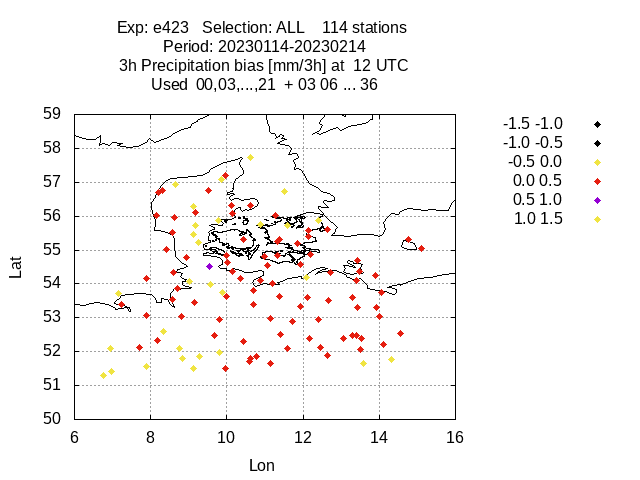 Exp: e423 Selection: ALL 114 stations
Period: 20230114-20230214
3h Precipitation bias [mm/3h] at 12 UTC
Used 00,03,...,21 + 03 06 ... 36
59
58
57
56
55
54
53
52
51
50
Lat
6 8 10 12 14 16
Lon
-1.5 -1.0
-1.0 -0.5
-0.5 0.0
0.0 0.5
0.5 1.0
1.0 1.5